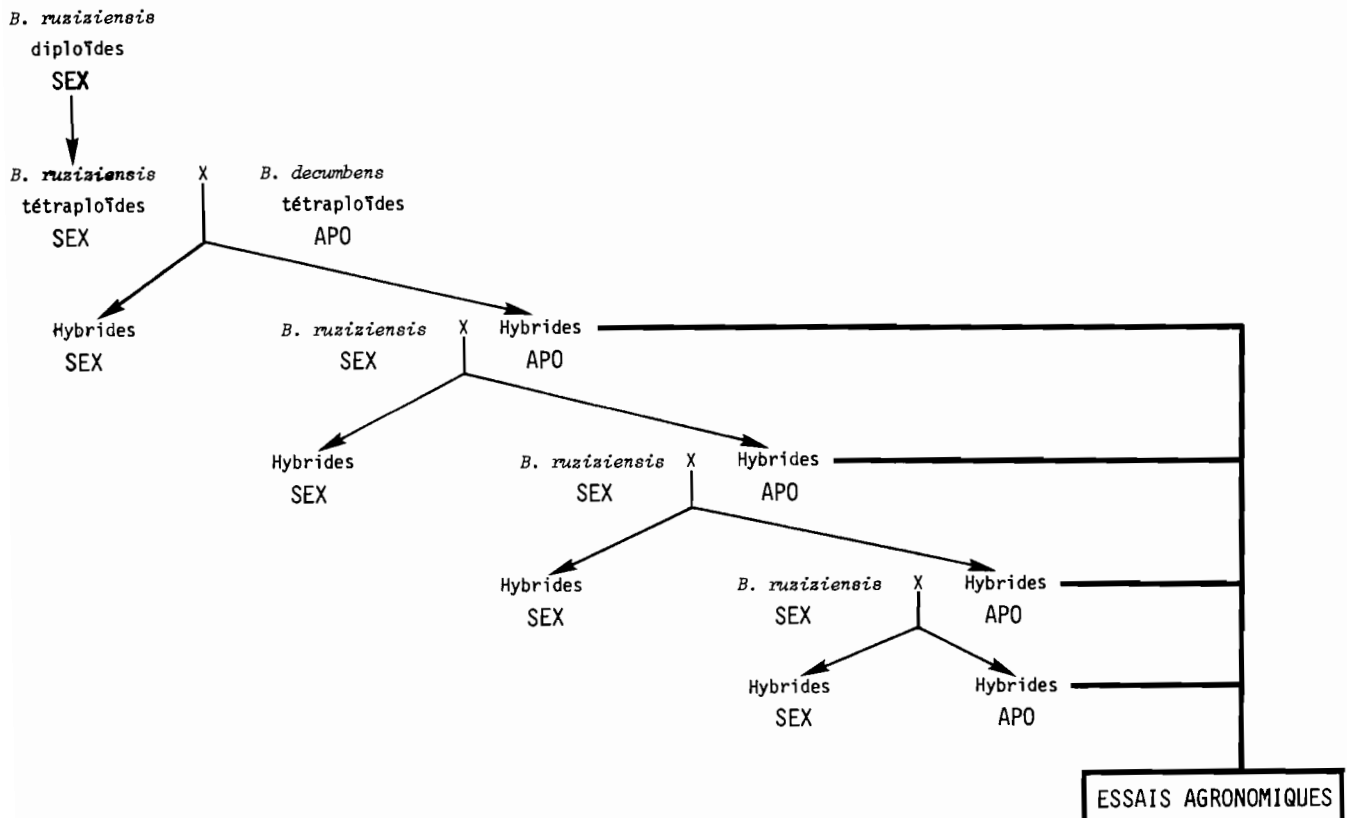 B. ruziziensis
diploïdes
SEX
B. ruziziensis X B. decumbens
tétraploïdes tétraploïdes
SEX APO
Hybrides B. ruziziensis X Hybrides
SEX SEX APO
Hybrides B. ruziziensis X Hybrides
SEX SEX APO
Hybrides B. ruziziensis X Hybrides
SEX SEX APO
Hybrides Hybrides
SEX APO
ESSAIS AGRONOMIQUES